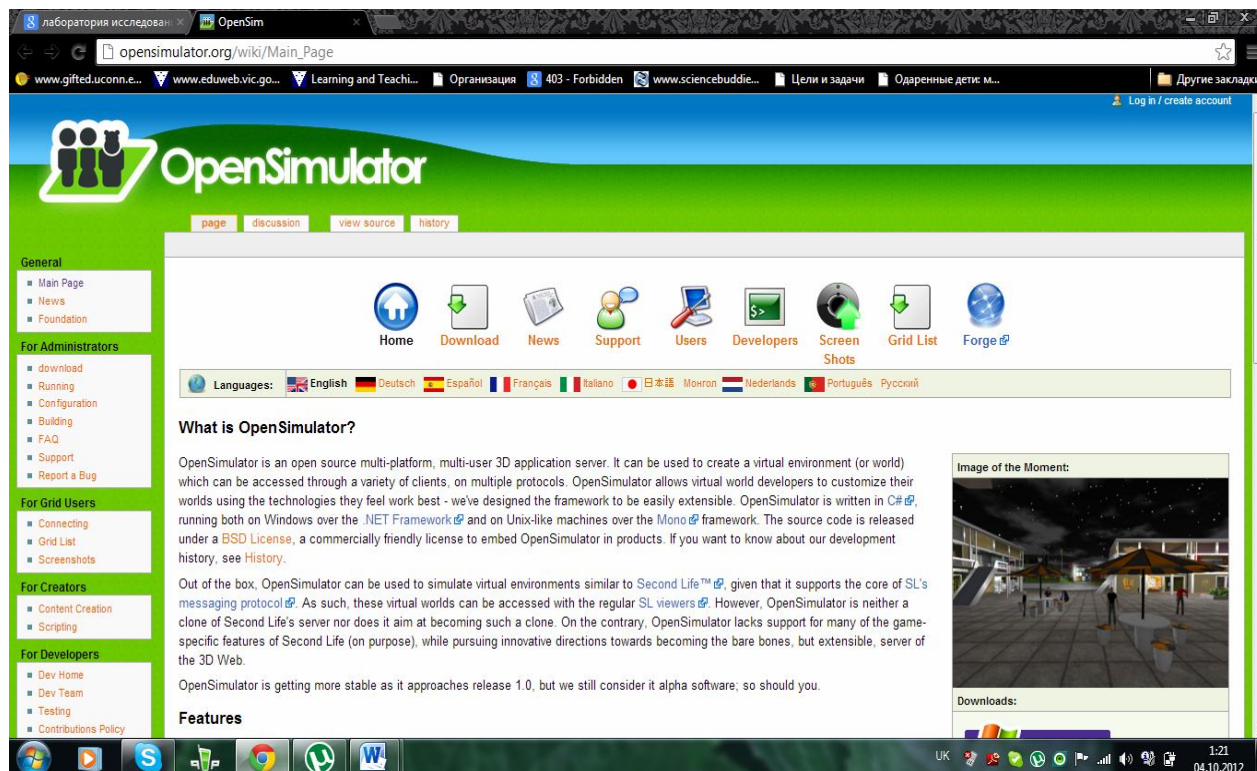 лаборатория исследован
OpenSim
opensimulator.org/wiki/Main_Page
www.gifted.uconn.e...
www.eduweb.vic.go...
Learning and Teachi...
Организация
403 - Forbidden
www.sciencebuddie...
Цели и задачи
Одаренные дети: м...
Другие закладки
Log in / create account
OpenSimulator
page
discussion
view source
history
General
Main Page
News
Foundation
For Administrators
download
Running
Configuration
Building
FAQ
Support
Report a Bug
For Grid Users
Connecting
Grid List
Screenshots
For Creators
Content Creation
Scripting
For Developers
Dev Home
Dev Team
Testing
Contributions Policy
Home
Download
News
Support
Users
Developers
Screen
Shots
Grid List
Forge
Languages: English Deutsch Español Français Italiano 日本語 Монгол Nederlands Português Русский
What is OpenSimulator?
OpenSimulator is an open source multi-platform, multi-user 3D application server. It can be used to create a virtual environment (or world)
which can be accessed through a variety of clients, on multiple protocols. OpenSimulator allows virtual world developers to customize their
worlds using the technologies they feel work best - we've designed the framework to be easily extensible. OpenSimulator is written in C#,
running both on Windows over the .NET Framework and on Unix-like machines over the Mono framework. The source code is released
under a BSD License, a commercially friendly license to embed OpenSimulator in products. If you want to know about our development
history, see History.
Out of the box, OpenSimulator can be used to simulate virtual environments similar to Second Life™, given that it supports the core of SL's
messaging protocol. As such, these virtual worlds can be accessed with the regular SL viewers. However, OpenSimulator is neither a
clone of Second Life's server nor does it aim at becoming such a clone. On the contrary, OpenSimulator lacks support for many of the game-
specific features of Second Life (on purpose), while pursuing innovative directions towards becoming the bare bones, but extensible, server of
the 3D Web.
OpenSimulator is getting more stable as it approaches release 1.0, but we still consider it alpha software; so should you.
Features
Image of the Moment:
Downloads:
UK
1:21
04.10.2012